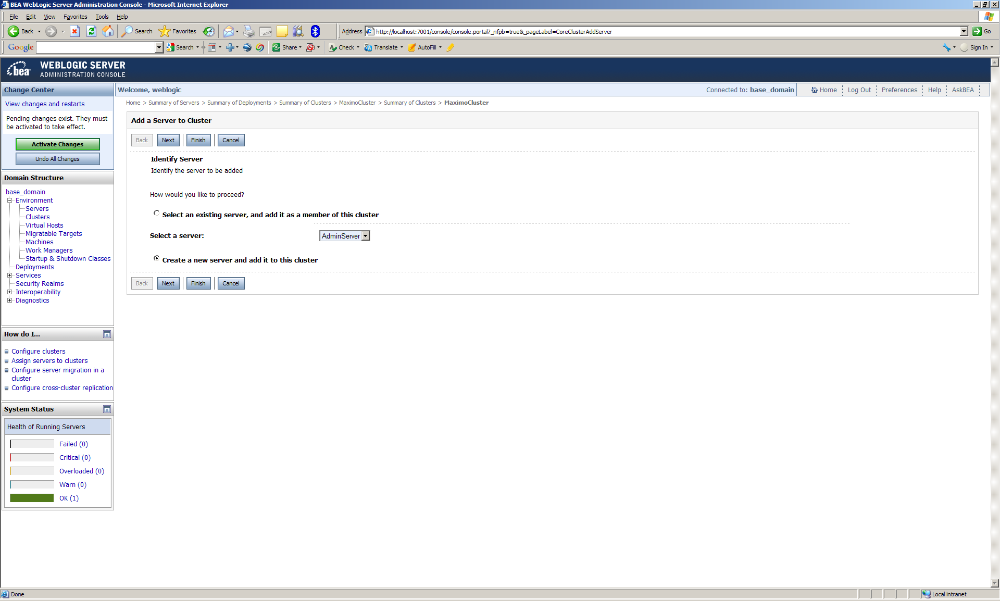 BEA WebLogic Server Administration Console - Microsoft Internet Explorer
File Edit View Favorites Tools Help
Back Search Favorites Address http://localhost:7001/console/console.portal?_nfpb=true&_pageLabel=CoreClusterAddServer Go
Google Search Share Check Translate AutoFill Sign In
bea WEBLOGIC SERVER
ADMINISTRATION CONSOLE
Change Center
View changes and restarts
Pending changes exist. They must
be activated to take effect.
Activate Changes
Undo All Changes
Domain Structure
base_domain
Environment
Servers
Clusters
Virtual Hosts
Migratable Targets
Machines
Work Managers
Startup & Shutdown Classes
Deployments
Services
Security Realms
Interoperability
Diagnostics
How do I...
Configure clusters
Assign servers to clusters
Configure server migration in a
cluster
Configure cross-cluster replication
System Status
Health of Running Servers
Failed (0)
Critical (0)
Overloaded (0)
Warn (0)
OK (1)
Welcome, weblogic Connected to: base_domain Home Log Out Preferences Help AskBEA
Home > Summary of Servers > Summary of Deployments > Summary of Clusters > MaximoCluster > Summary of Clusters > MaximoCluster
Add a Server to Cluster
Back Next Finish Cancel
Identify Server
Identify the server to be added
How would you like to proceed?
Select an existing server, and add it as a member of this cluster
Select a server: AdminServer
Create a new server and add it to this cluster
Back Next Finish Cancel
Done Local intranet